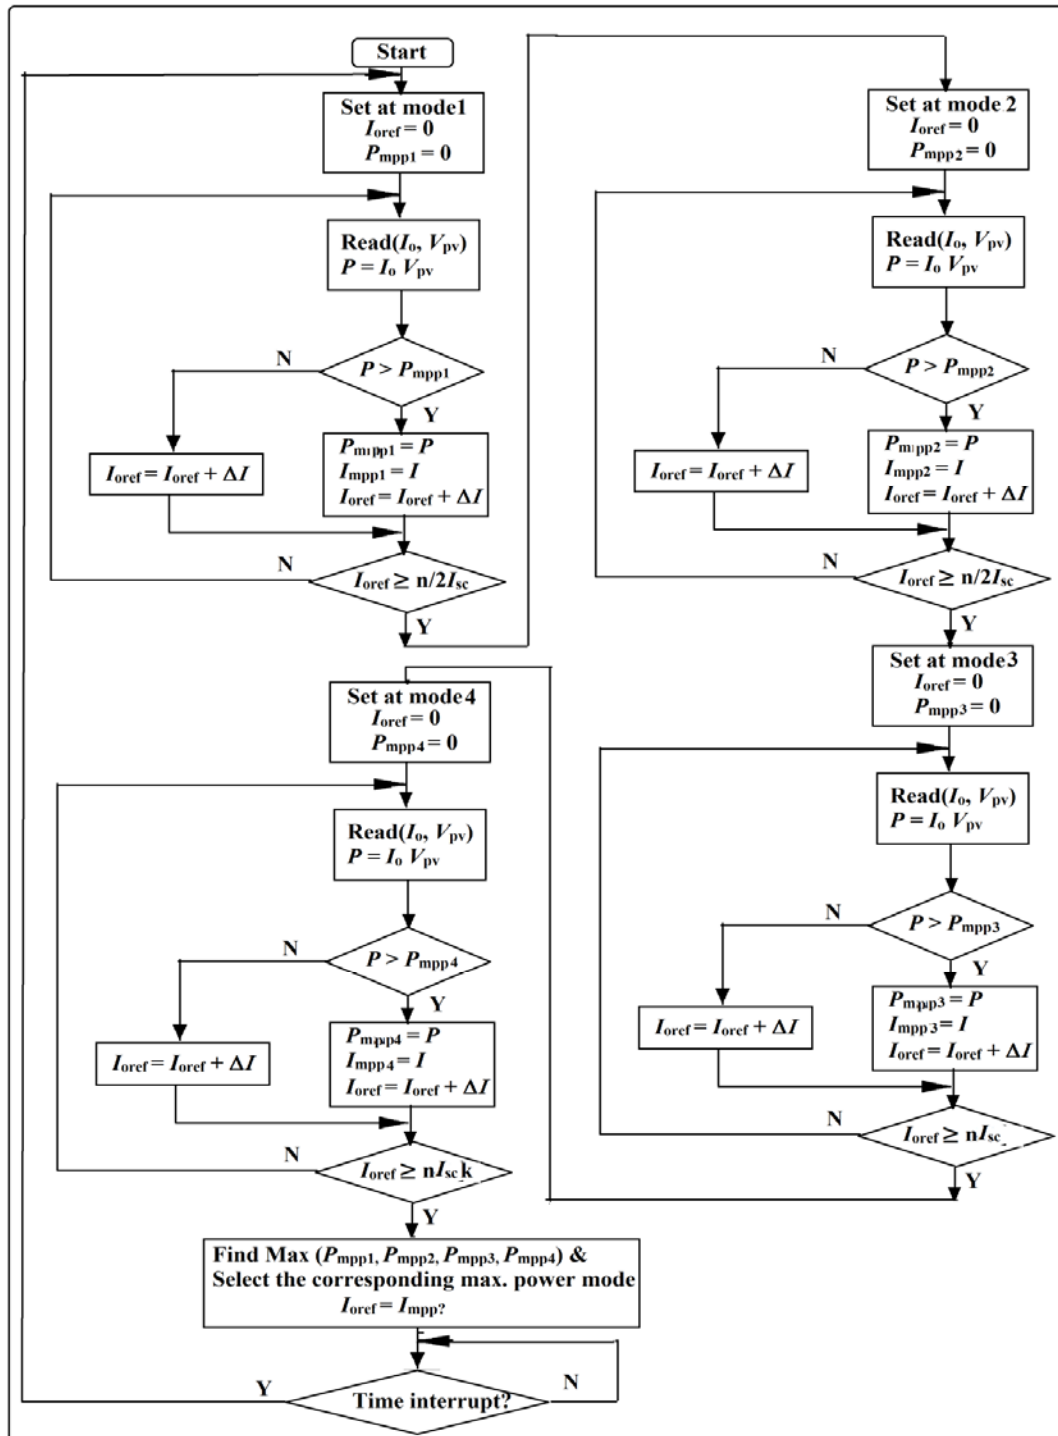 Start
Set at mode1
Ioref = 0
Pmpp1 = 0
Read(Io, Vpv)
P = Io Vpv
N
P > Pmpp1
Y
Pmpp1 = P
Impp1 = I
Ioref = Ioref + ΔI
Ioref = Ioref + ΔI
N
Ioref ≥ n/2Isc
Y
Set at mode 2
Ioref = 0
Pmpp2 = 0
Read(Io, Vpv)
P = Io Vpv
N
P > Pmpp2
Y
Pmpp2 = P
Impp2 = I
Ioref = Ioref + ΔI
Ioref = Ioref + ΔI
N
Ioref ≥ n/2Isc
Y
Set at mode3
Ioref = 0
Pmpp3 = 0
Read(Io, Vpv)
P = Io Vpv
N
P > Pmpp3
Y
Pmpp3 = P
Impp3 = I
Ioref = Ioref + ΔI
Ioref = Ioref + ΔI
N
Ioref ≥ nIsc
Y
Set at mode4
Ioref = 0
Pmpp4 = 0
Read(Io, Vpv)
P = Io Vpv
N
P > Pmpp4
Y
Pmpp4 = P
Impp4 = I
Ioref = Ioref + ΔI
Ioref = Ioref + ΔI
N
Ioref ≥ nIsc_k
Y
Find Max (Pmpp1, Pmpp2, Pmpp3, Pmpp4) &
Select the corresponding max. power mode
Ioref = Impp?
Y
Time interrupt?
N